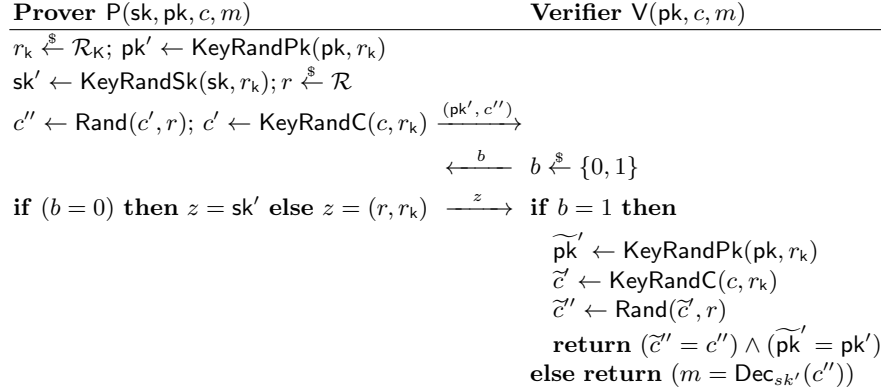 Prover P(sk, pk, c, m) Verifier V(pk, c, m)
r_k ←$ R_K; pk′ ← KeyRandPk(pk, r_k)
sk′ ← KeyRandSk(sk, r_k); r ←$ R
c″ ← Rand(c′, r); c′ ← KeyRandC(c, r_k) (pk′, c″) ⟶
⟵ b b ←$ {0, 1}
if (b = 0) then z = sk′ else z = (r, r_k) z ⟶ if b = 1 then
p͠k′ ← KeyRandPk(pk, r_k)
c̃′ ← KeyRandC(c, r_k)
c̃″ ← Rand(c̃′, r)
return (c̃″ = c″) ∧ (p͠k′ = pk′)
else return (m = Dec_sk′(c″))